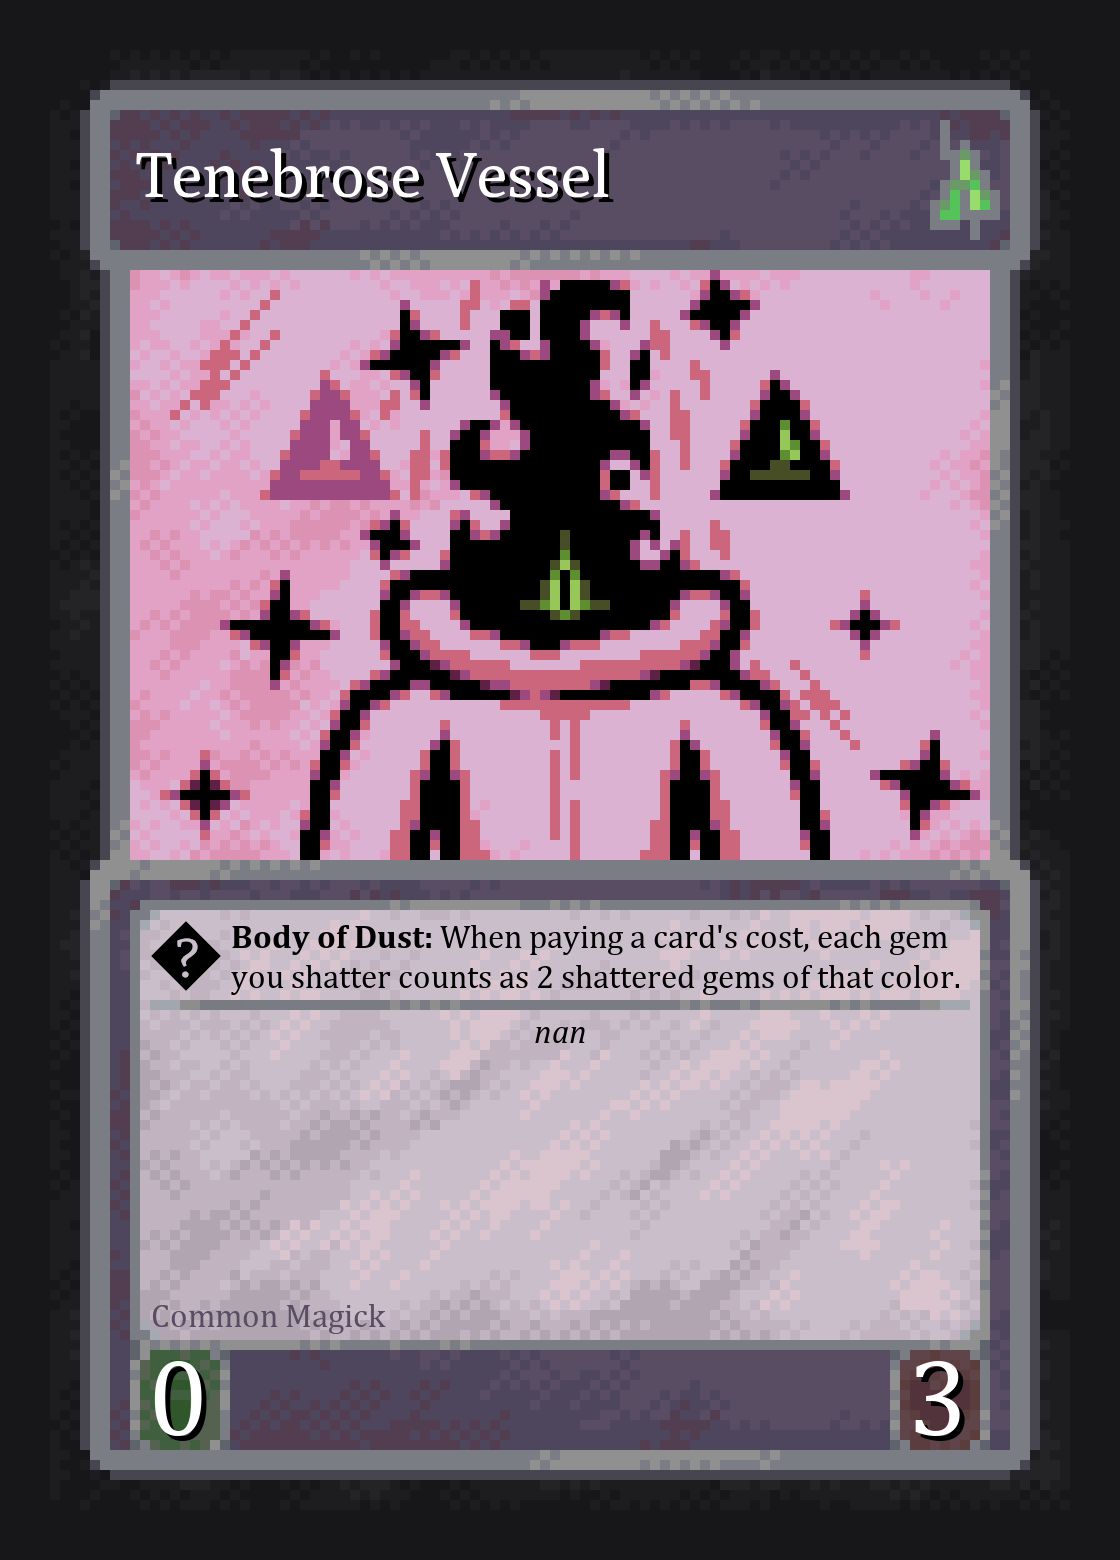 Tenebrose Vessel
? Body of Dust: When paying a card's cost, each gem
you shatter counts as 2 shattered gems of that color.
nan
Common Magick
0
3